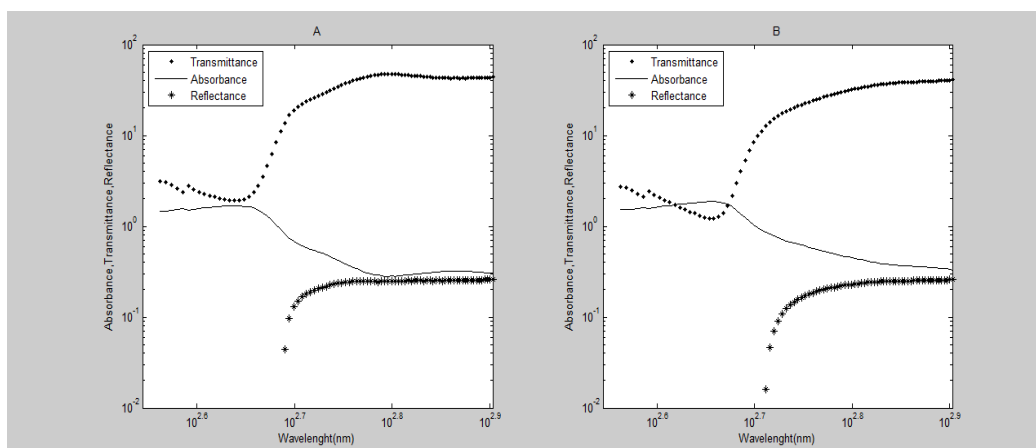 A
Transmittance
Absorbance
Reflectance
10^2
10^1
10^0
10^-1
10^-2
Absorbance,Transmittance,Reflectance
10^2.6
10^2.7
10^2.8
10^2.9
Wavelenght(nm)
B
Transmittance
Absorbance
Reflectance
10^2
10^1
10^0
10^-1
10^-2
Absorbance,Transmittance,Reflectance
10^2.6
10^2.7
10^2.8
10^2.9
Wavelenght(nm)